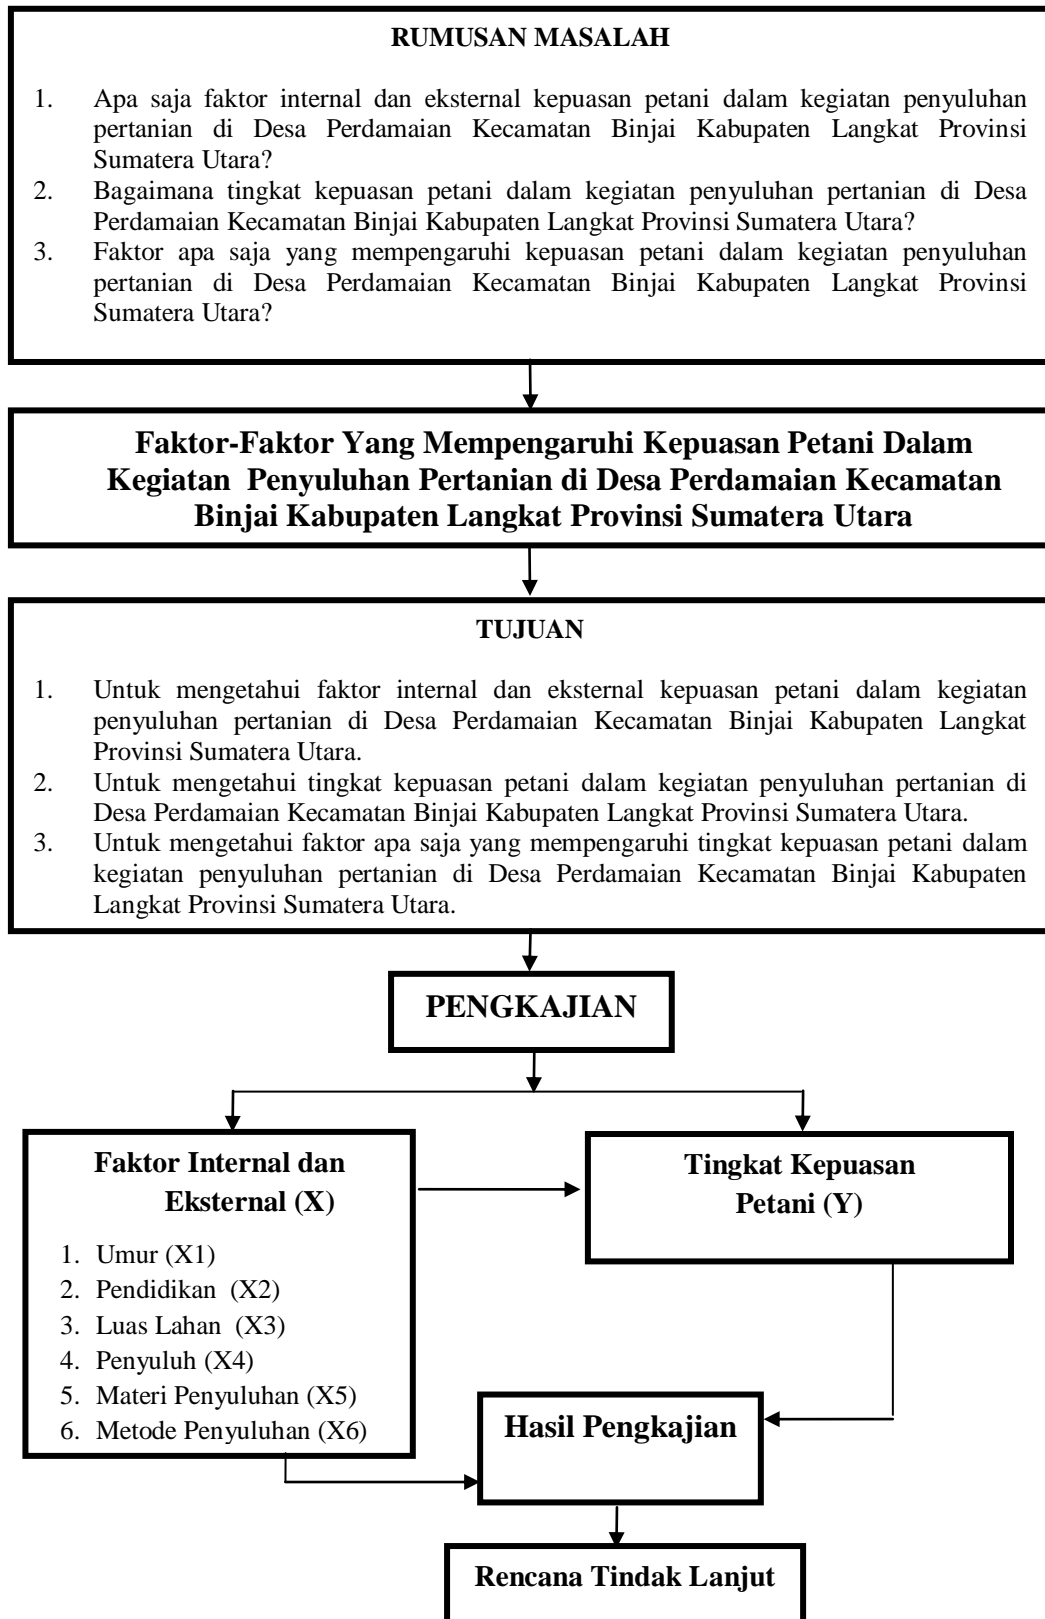 RUMUSAN MASALAH
1. Apa saja faktor internal dan eksternal kepuasan petani dalam kegiatan penyuluhan
pertanian di Desa Perdamaian Kecamatan Binjai Kabupaten Langkat Provinsi
Sumatera Utara?
2. Bagaimana tingkat kepuasan petani dalam kegiatan penyuluhan pertanian di Desa
Perdamaian Kecamatan Binjai Kabupaten Langkat Provinsi Sumatera Utara?
3. Faktor apa saja yang mempengaruhi kepuasan petani dalam kegiatan penyuluhan
pertanian di Desa Perdamaian Kecamatan Binjai Kabupaten Langkat Provinsi
Sumatera Utara?
Faktor-Faktor Yang Mempengaruhi Kepuasan Petani Dalam
Kegiatan Penyuluhan Pertanian di Desa Perdamaian Kecamatan
Binjai Kabupaten Langkat Provinsi Sumatera Utara
TUJUAN
1. Untuk mengetahui faktor internal dan eksternal kepuasan petani dalam kegiatan
penyuluhan pertanian di Desa Perdamaian Kecamatan Binjai Kabupaten Langkat
Provinsi Sumatera Utara.
2. Untuk mengetahui tingkat kepuasan petani dalam kegiatan penyuluhan pertanian di
Desa Perdamaian Kecamatan Binjai Kabupaten Langkat Provinsi Sumatera Utara.
3. Untuk mengetahui faktor apa saja yang mempengaruhi tingkat kepuasan petani dalam
kegiatan penyuluhan pertanian di Desa Perdamaian Kecamatan Binjai Kabupaten
Langkat Provinsi Sumatera Utara.
PENGKAJIAN
Faktor Internal dan
Eksternal (X)
1. Umur (X1)
2. Pendidikan (X2)
3. Luas Lahan (X3)
4. Penyuluh (X4)
5. Materi Penyuluhan (X5)
6. Metode Penyuluhan (X6)
Tingkat Kepuasan
Petani (Y)
Hasil Pengkajian
Rencana Tindak Lanjut